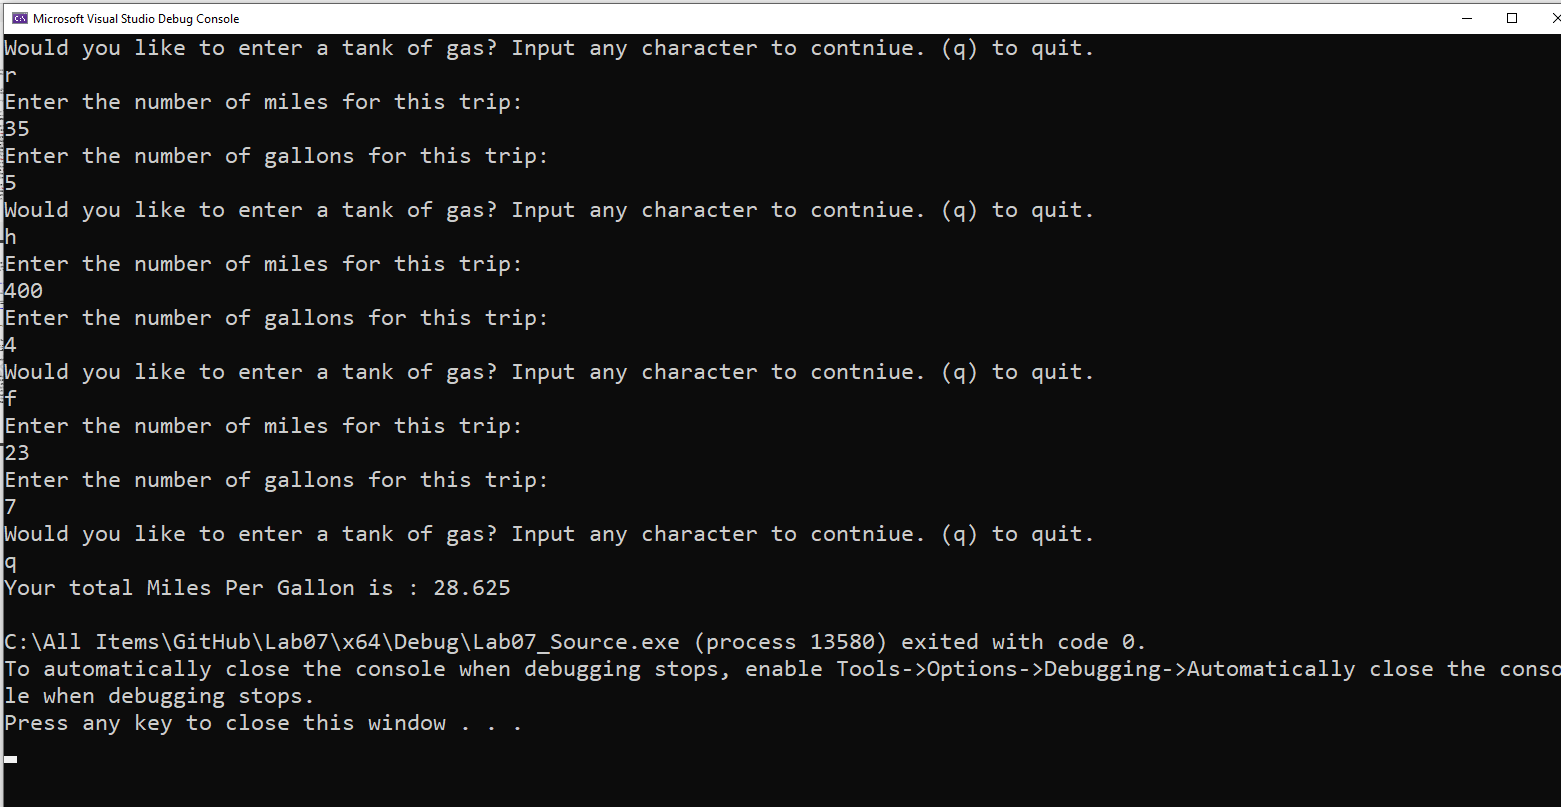 Microsoft Visual Studio Debug Console
Would you like to enter a tank of gas? Input any character to contniue. (q) to quit.
r
Enter the number of miles for this trip:
35
Enter the number of gallons for this trip:
5
Would you like to enter a tank of gas? Input any character to contniue. (q) to quit.
h
Enter the number of miles for this trip:
400
Enter the number of gallons for this trip:
4
Would you like to enter a tank of gas? Input any character to contniue. (q) to quit.
f
Enter the number of miles for this trip:
23
Enter the number of gallons for this trip:
7
Would you like to enter a tank of gas? Input any character to contniue. (q) to quit.
q
Your total Miles Per Gallon is : 28.625
C:\All Items\GitHub\Lab07\x64\Debug\Lab07_Source.exe (process 13580) exited with code 0.
To automatically close the console when debugging stops, enable Tools->Options->Debugging->Automatically close the conso
le when debugging stops.
Press any key to close this window . . .